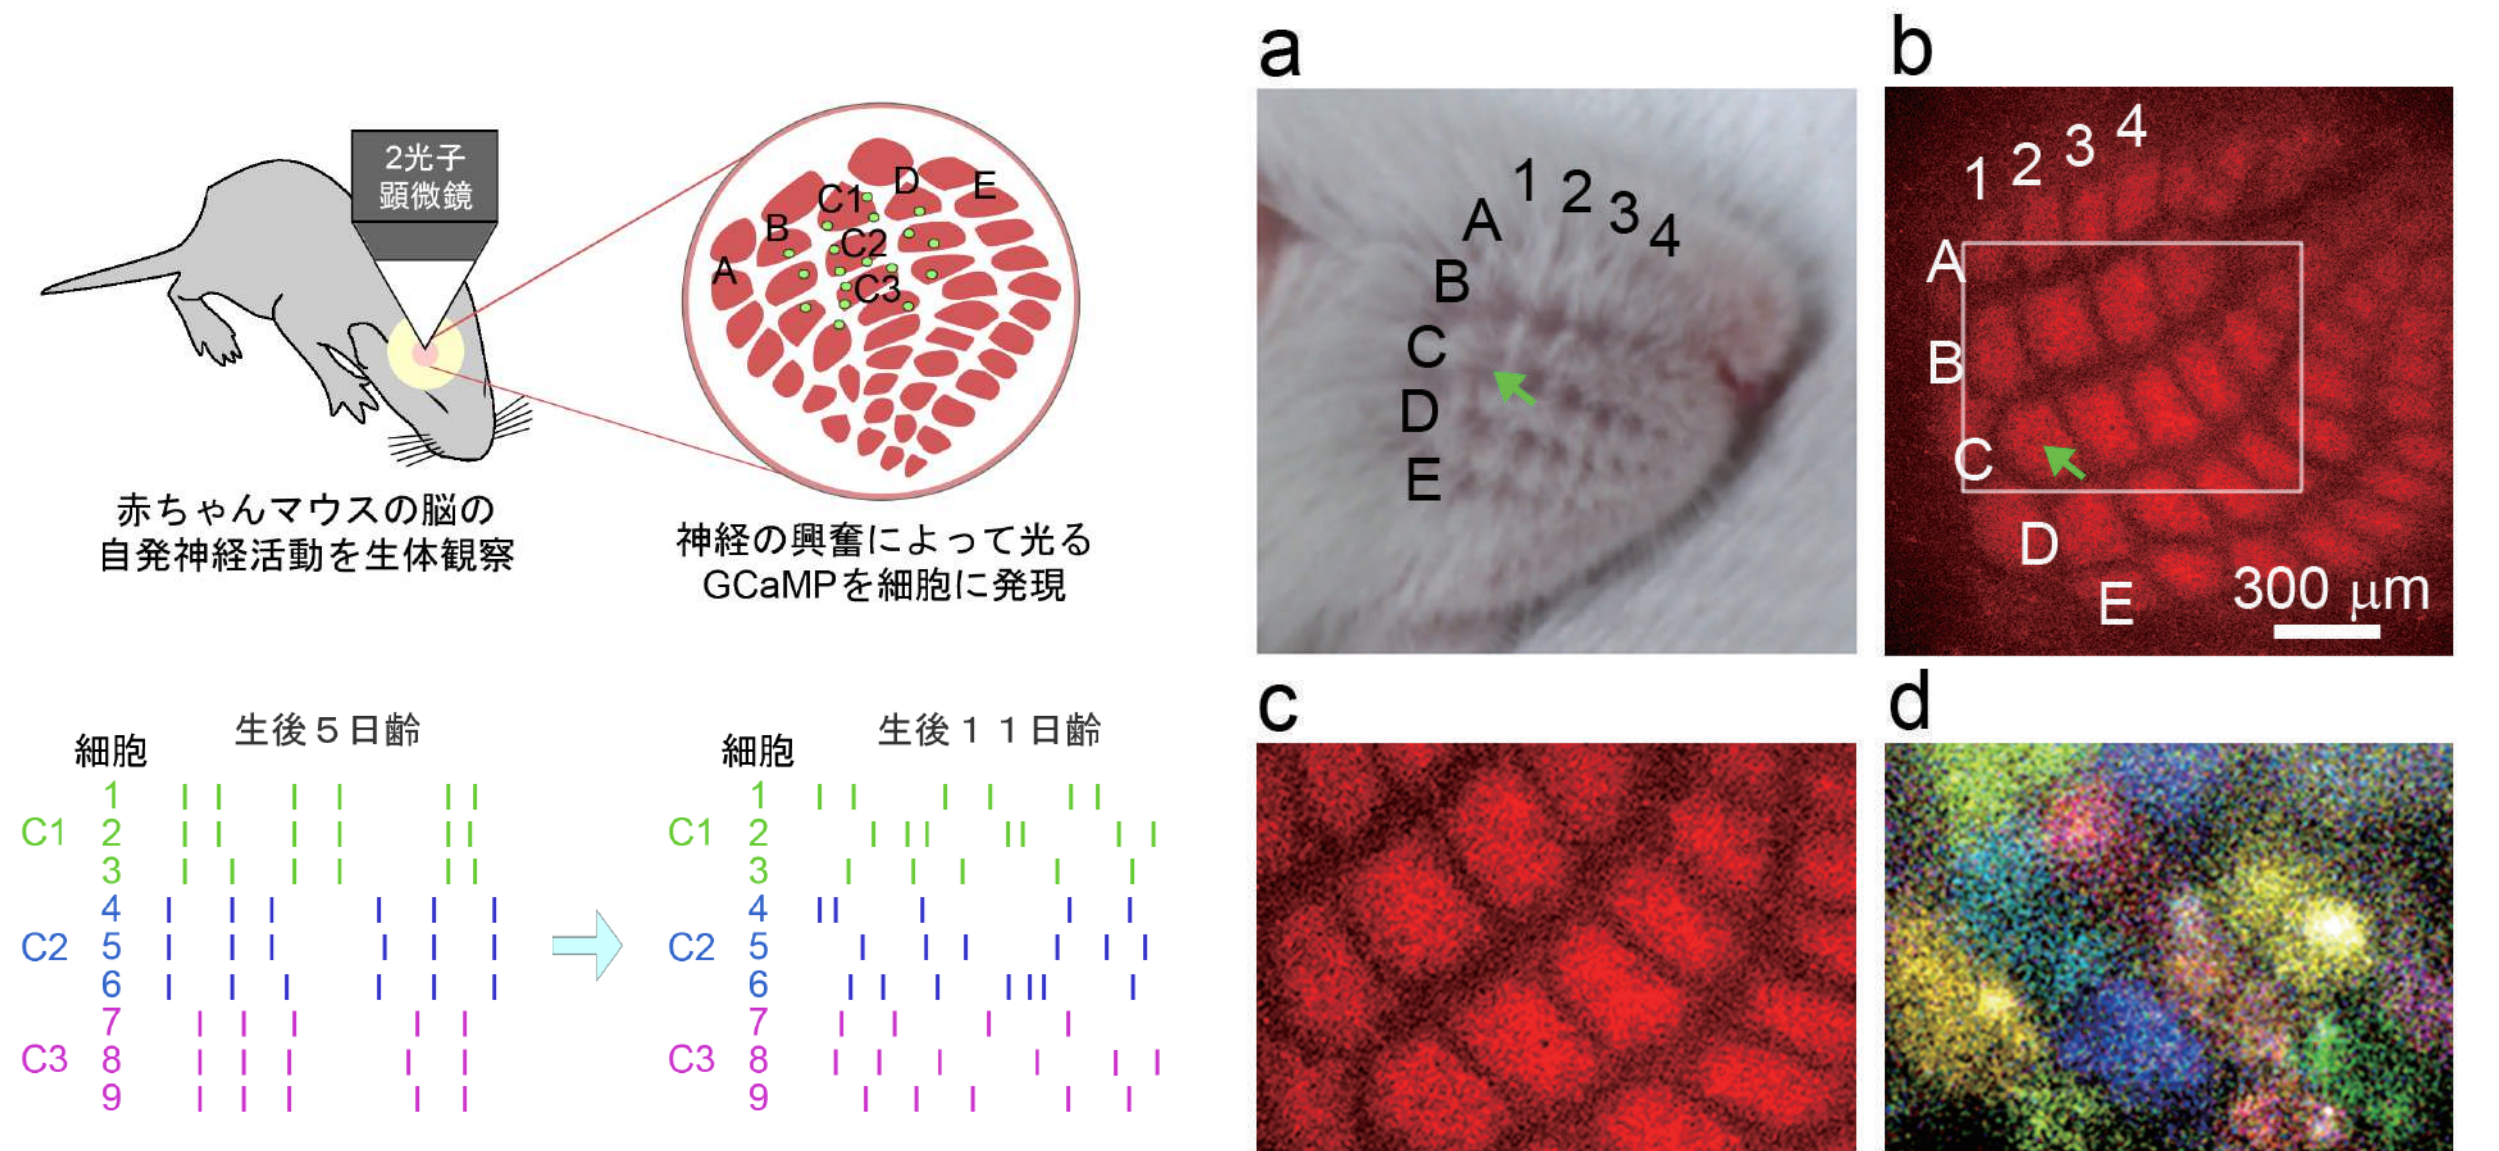 2光子
顕微鏡
赤ちゃんマウスの脳の
自発神経活動を生体観察
A
B
C1
C2
C3
D
E
神経の興奮によって光る
GCaMPを細胞に発現
a
1 2 3 4
A
B
C
D
E
b
1 2 3 4
A
B
C
D
E
300 μm
細胞
生後5日齢
C1
1
2
3
C2
4
5
6
C3
7
8
9
細胞
生後11日齢
C1
1
2
3
C2
4
5
6
C3
7
8
9
c
d